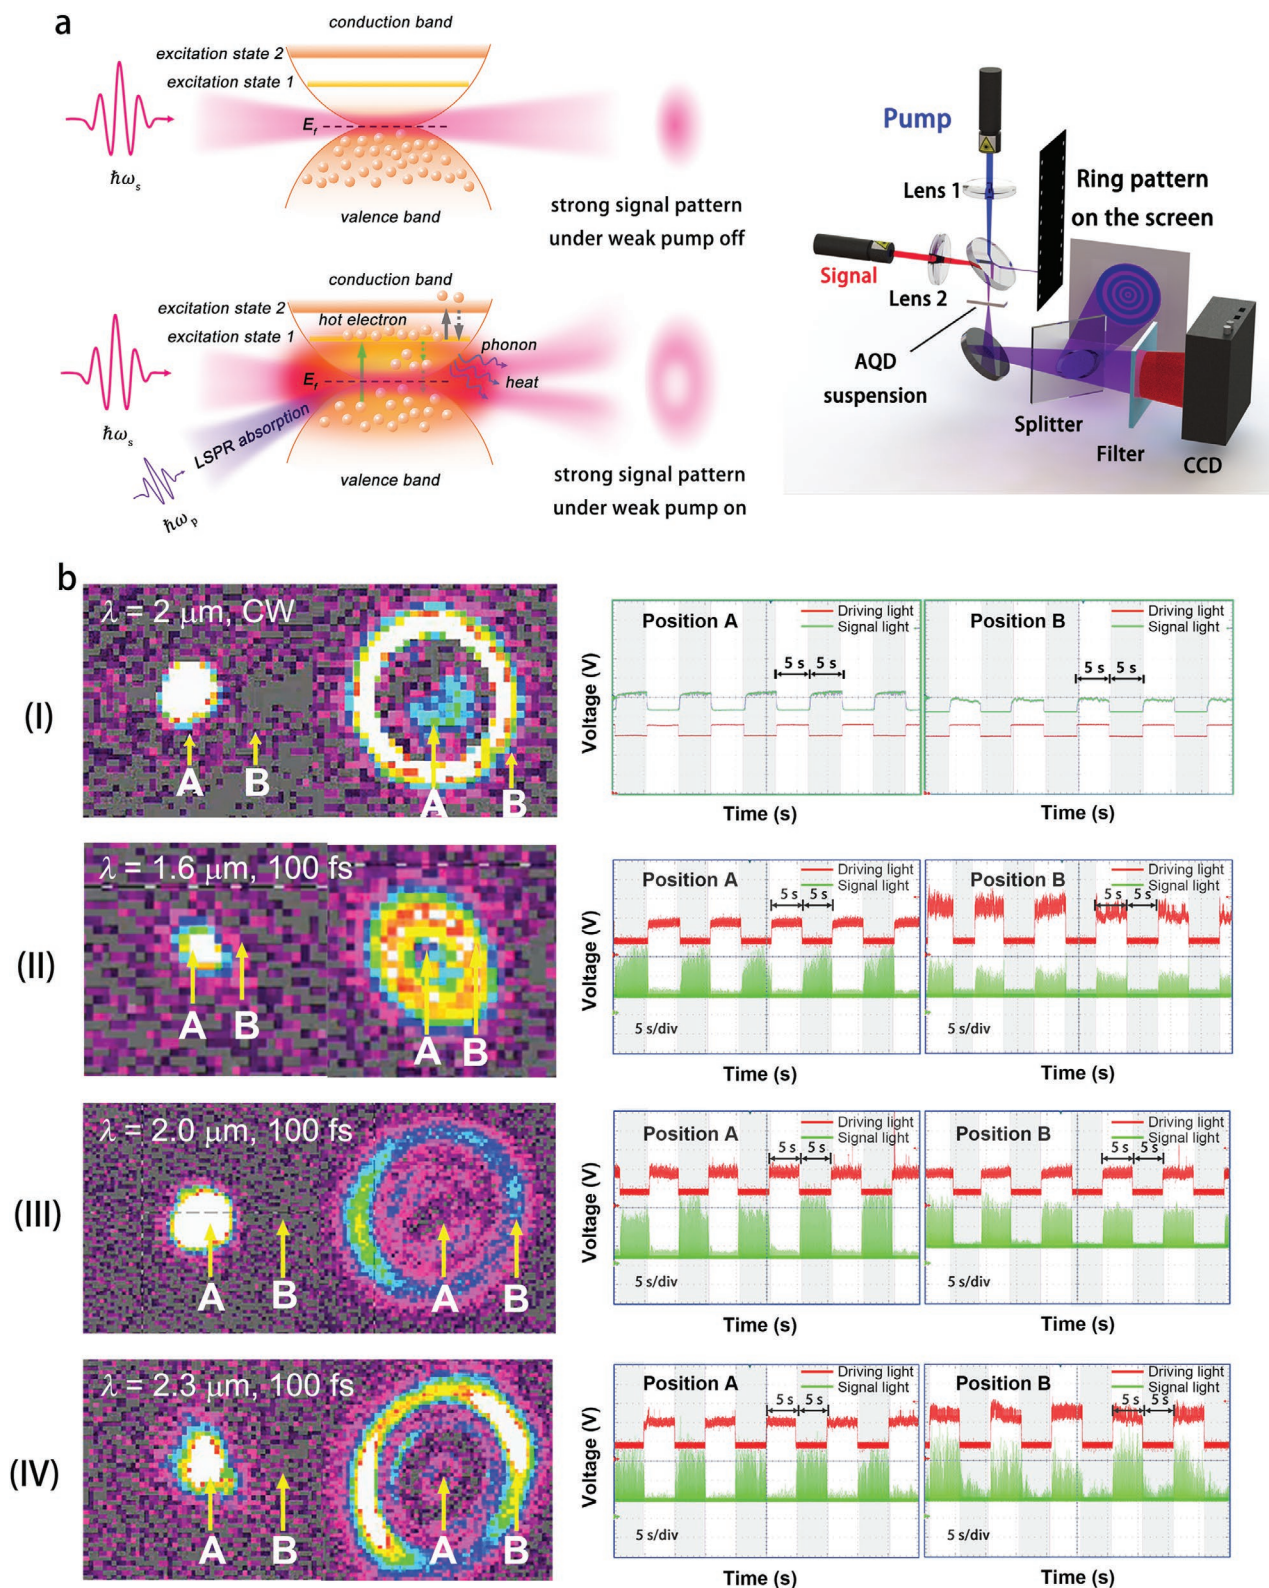 a
conduction band
excitation state 2
excitation state 1
E_f
ħω_s
valence band
strong signal pattern
under weak pump off
conduction band
excitation state 2
hot electron
excitation state 1
phonon
heat
E_f
ħω_s
LSPR absorption
ħω_p
valence band
strong signal pattern
under weak pump on
Pump
Lens 1
Ring pattern
on the screen
Signal
Lens 2
AQD
suspension
Splitter
Filter
CCD
b
(I)
λ = 2 μm, CW
A
B
A
B
Position A
Driving light
Signal light
5 s
5 s
Voltage (V)
Time (s)
Position B
Driving light
Signal light
5 s
5 s
Time (s)
(II)
λ = 1.6 μm, 100 fs
A
B
A
B
Position A
Driving light
Signal light
5 s
5 s
Voltage (V)
5 s/div
Time (s)
Position B
Driving light
Signal light
5 s
5 s
5 s/div
Time (s)
(III)
λ = 2.0 μm, 100 fs
A
B
A
B
Position A
Driving light
Signal light
5 s
5 s
Voltage (V)
5 s/div
Time (s)
Position B
Driving light
Signal light
5 s
5 s
5 s/div
Time (s)
(IV)
λ = 2.3 μm, 100 fs
A
B
A
B
Position A
Driving light
Signal light
5 s
5 s
Voltage (V)
5 s/div
Time (s)
Position B
Driving light
Signal light
5 s
5 s
5 s/div
Time (s)